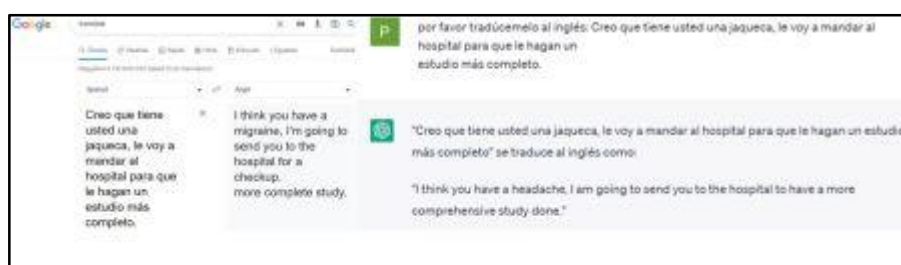 Google
translate
Spanish
Creo que tiene
usted una
jaqueca, le voy a
mandar al
hospital para que
le hagan un
estudio más
completo.
I think you have a
migraine, I'm going to
send you to the
hospital for a
checkup.
more complete study.
P
por favor tradúcemelo al inglés: Creo que tiene usted una jaqueca, le voy a mandar al
hospital para que le hagan un
estudio más completo.
"Creo que tiene usted una jaqueca, le voy a mandar al hospital para que le hagan un estudio
más completo" se traduce al inglés como:
"I think you have a headache, I am going to send you to the hospital to have a more
comprehensive study done."